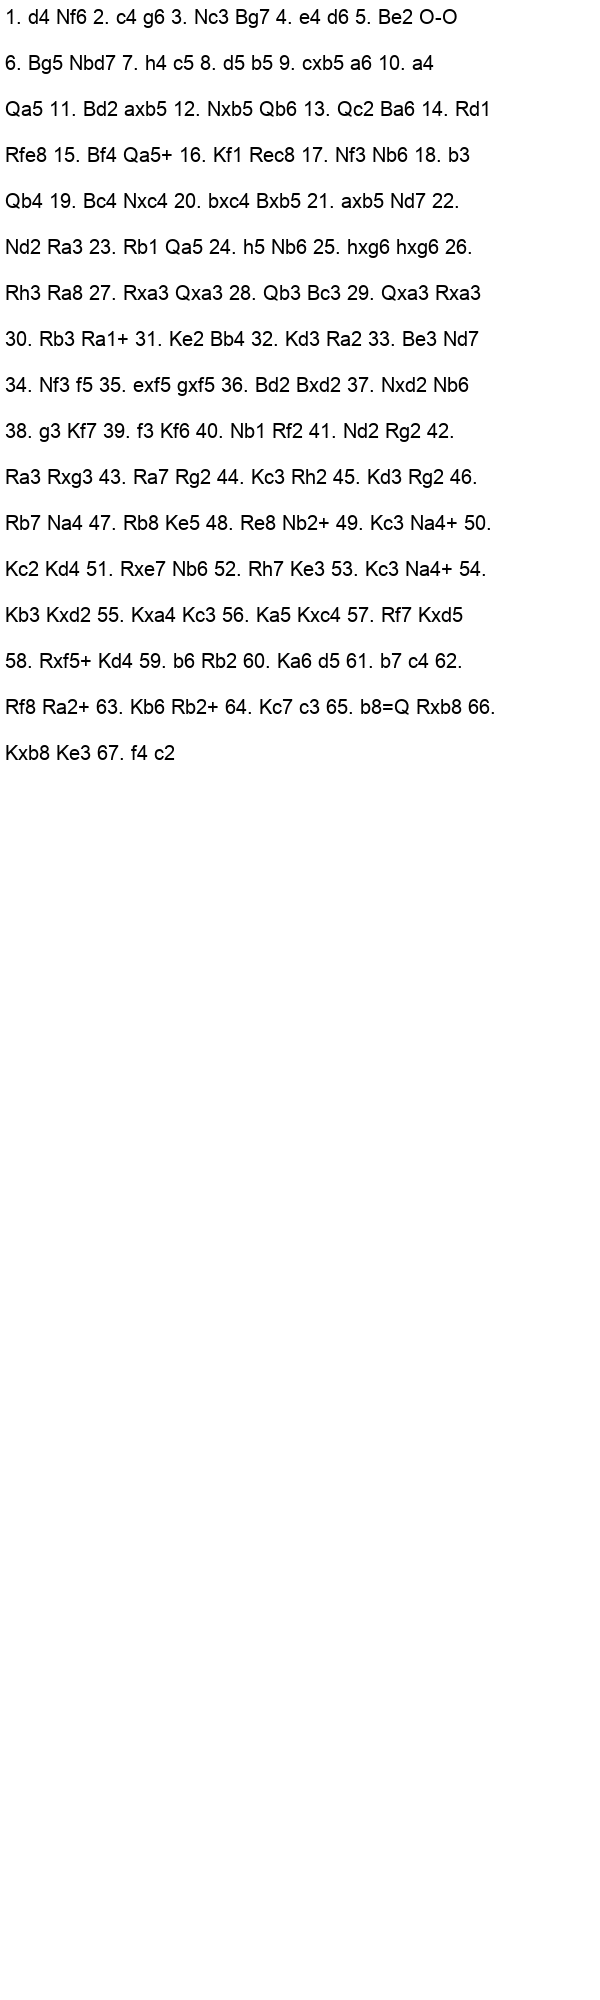 1. d4 Nf6 2. c4 g6 3. Nc3 Bg7 4. e4 d6 5. Be2 O-O
6. Bg5 Nbd7 7. h4 c5 8. d5 b5 9. cxb5 a6 10. a4
Qa5 11. Bd2 axb5 12. Nxb5 Qb6 13. Qc2 Ba6 14. Rd1
Rfe8 15. Bf4 Qa5+ 16. Kf1 Rec8 17. Nf3 Nb6 18. b3
Qb4 19. Bc4 Nxc4 20. bxc4 Bxb5 21. axb5 Nd7 22.
Nd2 Ra3 23. Rb1 Qa5 24. h5 Nb6 25. hxg6 hxg6 26.
Rh3 Ra8 27. Rxa3 Qxa3 28. Qb3 Bc3 29. Qxa3 Rxa3
30. Rb3 Ra1+ 31. Ke2 Bb4 32. Kd3 Ra2 33. Be3 Nd7
34. Nf3 f5 35. exf5 gxf5 36. Bd2 Bxd2 37. Nxd2 Nb6
38. g3 Kf7 39. f3 Kf6 40. Nb1 Rf2 41. Nd2 Rg2 42.
Ra3 Rxg3 43. Ra7 Rg2 44. Kc3 Rh2 45. Kd3 Rg2 46.
Rb7 Na4 47. Rb8 Ke5 48. Re8 Nb2+ 49. Kc3 Na4+ 50.
Kc2 Kd4 51. Rxe7 Nb6 52. Rh7 Ke3 53. Kc3 Na4+ 54.
Kb3 Kxd2 55. Kxa4 Kc3 56. Ka5 Kxc4 57. Rf7 Kxd5
58. Rxf5+ Kd4 59. b6 Rb2 60. Ka6 d5 61. b7 c4 62.
Rf8 Ra2+ 63. Kb6 Rb2+ 64. Kc7 c3 65. b8=Q Rxb8 66.
Kxb8 Ke3 67. f4 c2